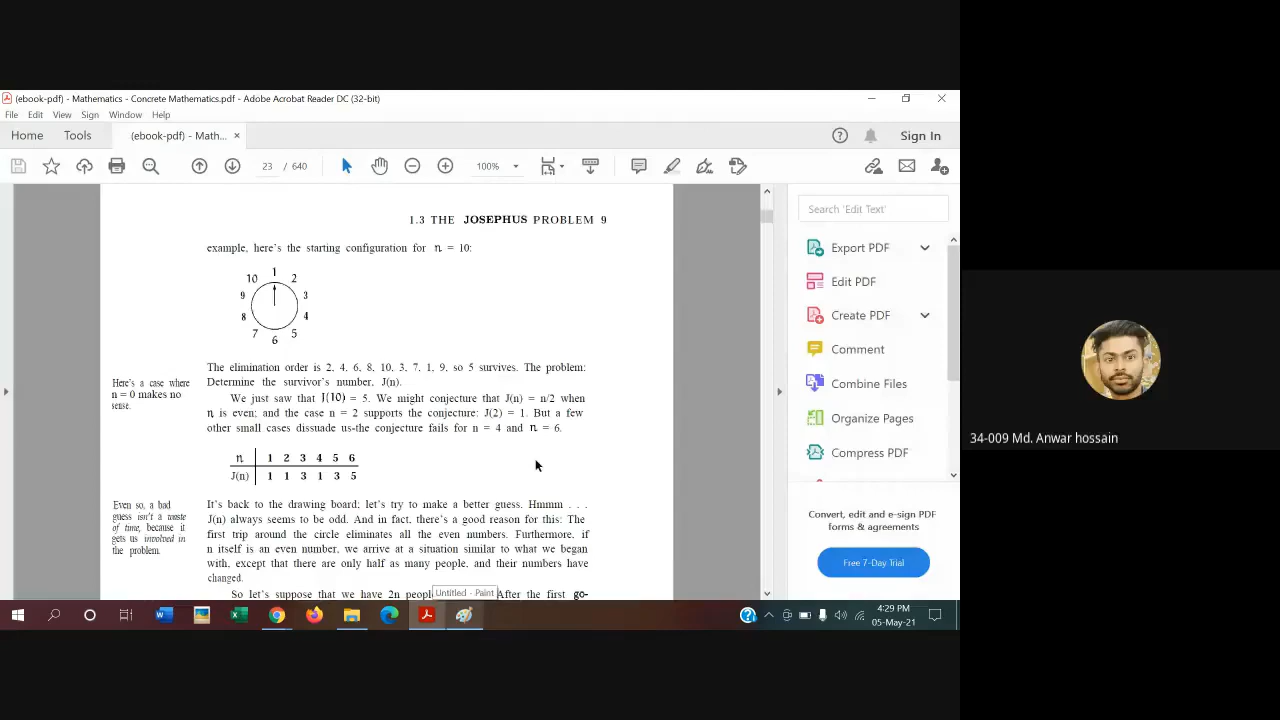 (ebook-pdf) - Mathematics - Concrete Mathematics.pdf - Adobe Acrobat Reader DC (32-bit)
File Edit View Sign Window Help
Home Tools (ebook-pdf) - Math... × Sign In
23 / 640 100%
1.3 THE JOSEPHUS PROBLEM 9
example, here's the starting configuration for n = 10:
1
10 2
9 3
8 4
7 5
6
The elimination order is 2, 4, 6, 8, 10, 3, 7, 1, 9, so 5 survives. The problem:
Determine the survivor's number, J(n).
Here's a case where
n = 0 makes no
sense.
We just saw that J(10) = 5. We might conjecture that J(n) = n/2 when
n is even; and the case n = 2 supports the conjecture: J(2) = 1. But a few
other small cases dissuade us-the conjecture fails for n = 4 and n = 6.
n 1 2 3 4 5 6
J(n) 1 1 3 1 3 5
Even so, a bad
guess isn't a waste
of time, because it
gets us involved in
the problem.
It's back to the drawing board; let's try to make a better guess. Hmmm . . .
J(n) always seems to be odd. And in fact, there's a good reason for this: The
first trip around the circle eliminates all the even numbers. Furthermore, if
n itself is an even number, we arrive at a situation similar to what we began
with, except that there are only half as many people, and their numbers have
changed.
So let's suppose that we have 2n people After the first go-
Untitled - Paint
Search 'Edit Text'
Export PDF
Edit PDF
Create PDF
Comment
Combine Files
Organize Pages
Compress PDF
Convert, edit and e-sign PDF
forms & agreements
Free 7-Day Trial
4:29 PM
05-May-21
34-009 Md. Anwar hossain